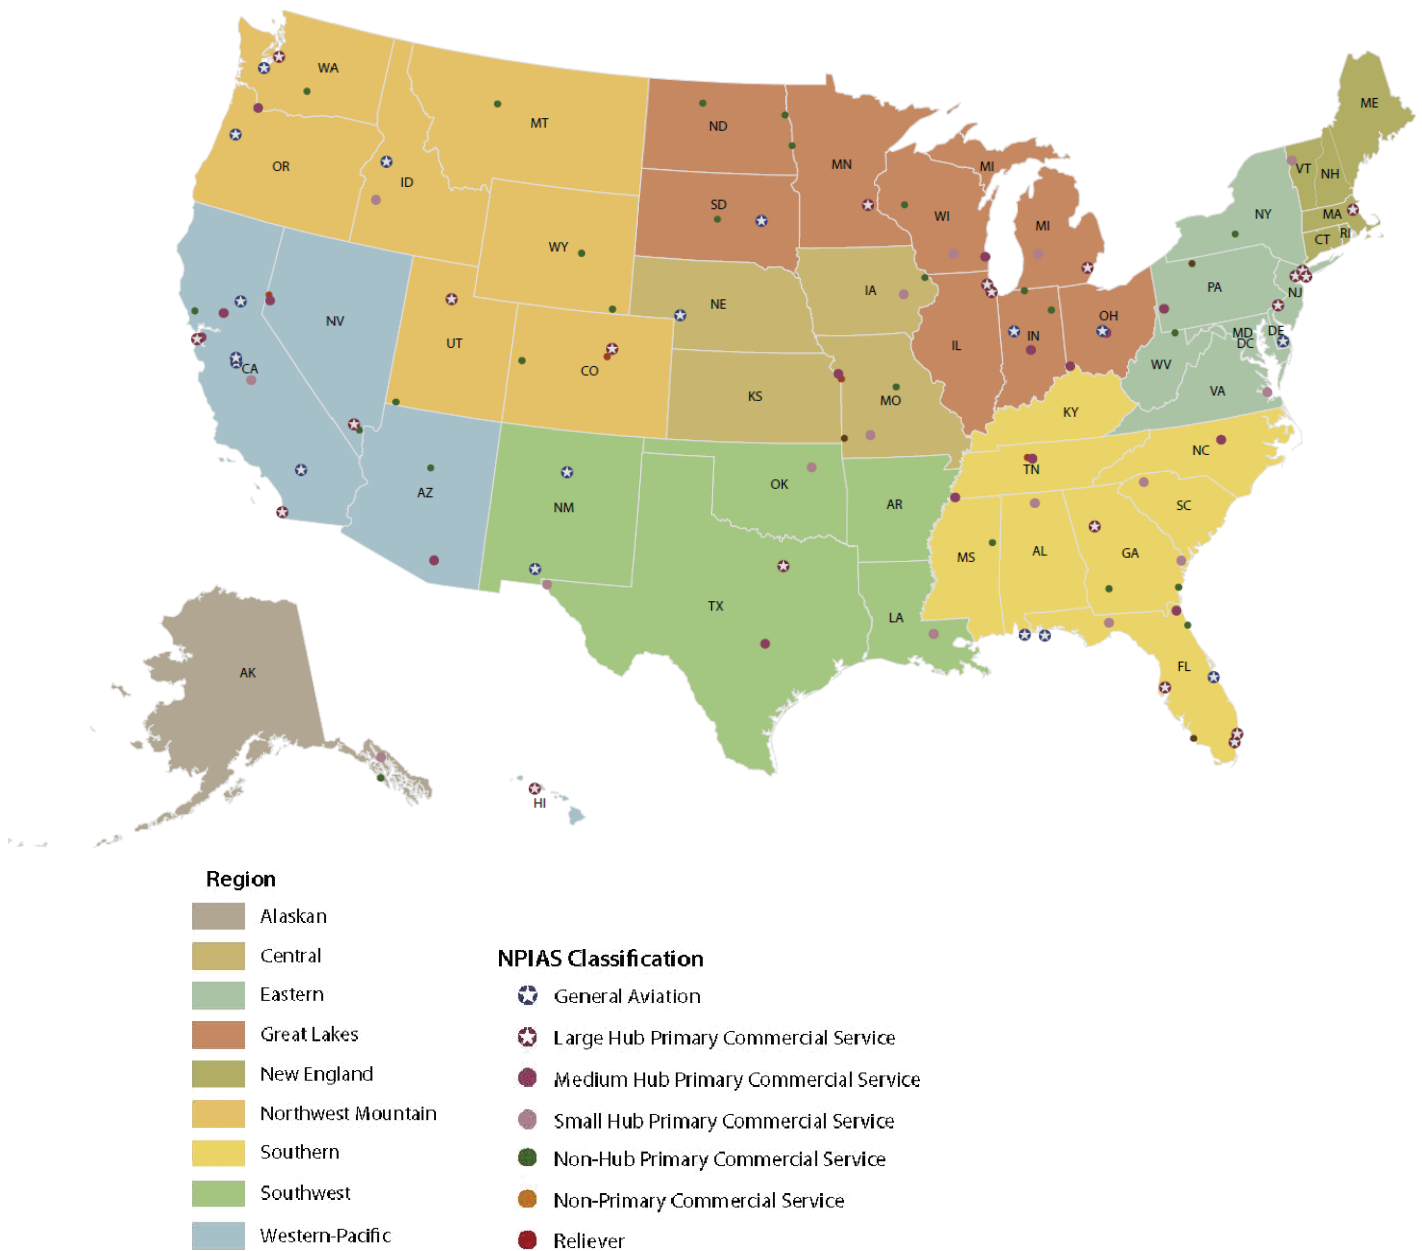 WA
ME
MT
ND
MN
OR
MI
VT
NH
ID
SD
WI
NY
MA
MI
CT
RI
WY
PA
IA
NJ
NE
OH
NV
MD
DE
IN
DC
UT
IL
WV
CO
CA
VA
KS
MO
KY
NC
TN
OK
AZ
NM
AR
SC
MS
AL
GA
TX
LA
FL
AK
HI
Region
Alaskan
Central
Eastern
Great Lakes
New England
Northwest Mountain
Southern
Southwest
Western-Pacific
NPIAS Classification
General Aviation
Large Hub Primary Commercial Service
Medium Hub Primary Commercial Service
Small Hub Primary Commercial Service
Non-Hub Primary Commercial Service
Non-Primary Commercial Service
Reliever